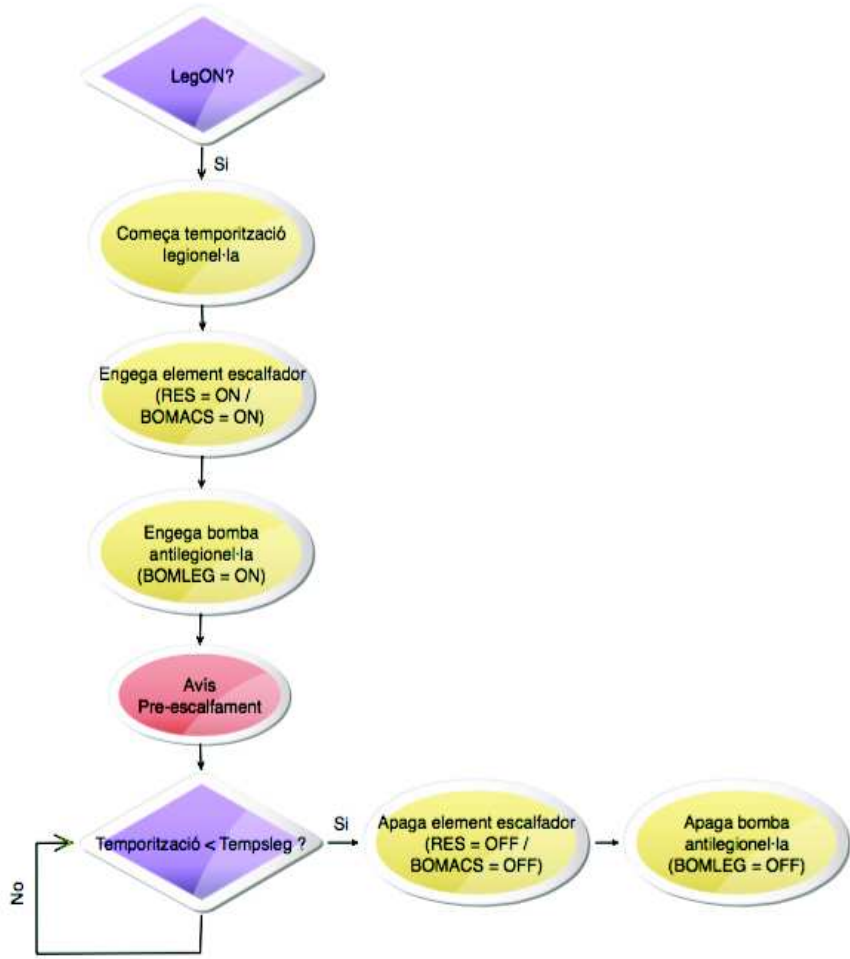 LegON?
Si
Começa temporització
legionel·la
Engega element escalfador
(RES = ON /
BOMACS = ON)
Engega bomba
antilegionel·la
(BOMLEG = ON)
Avís
Pre-escalfament
Temporització < Tempsleg ?
Si
Apaga element escalfador
(RES = OFF /
BOMACS = OFF)
Apaga bomba
antilegionel·la
(BOMLEG = OFF)
No